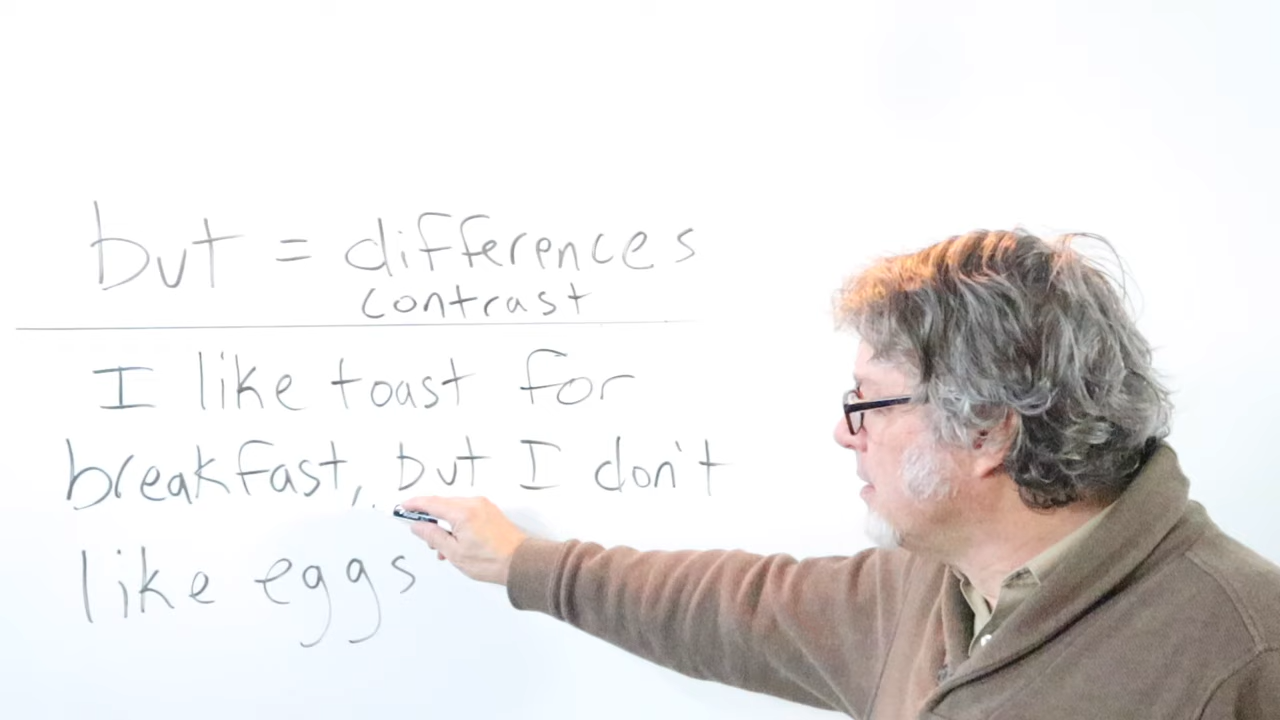 but = differences
contrast
I like toast for
breakfast, but I don't
like eggs